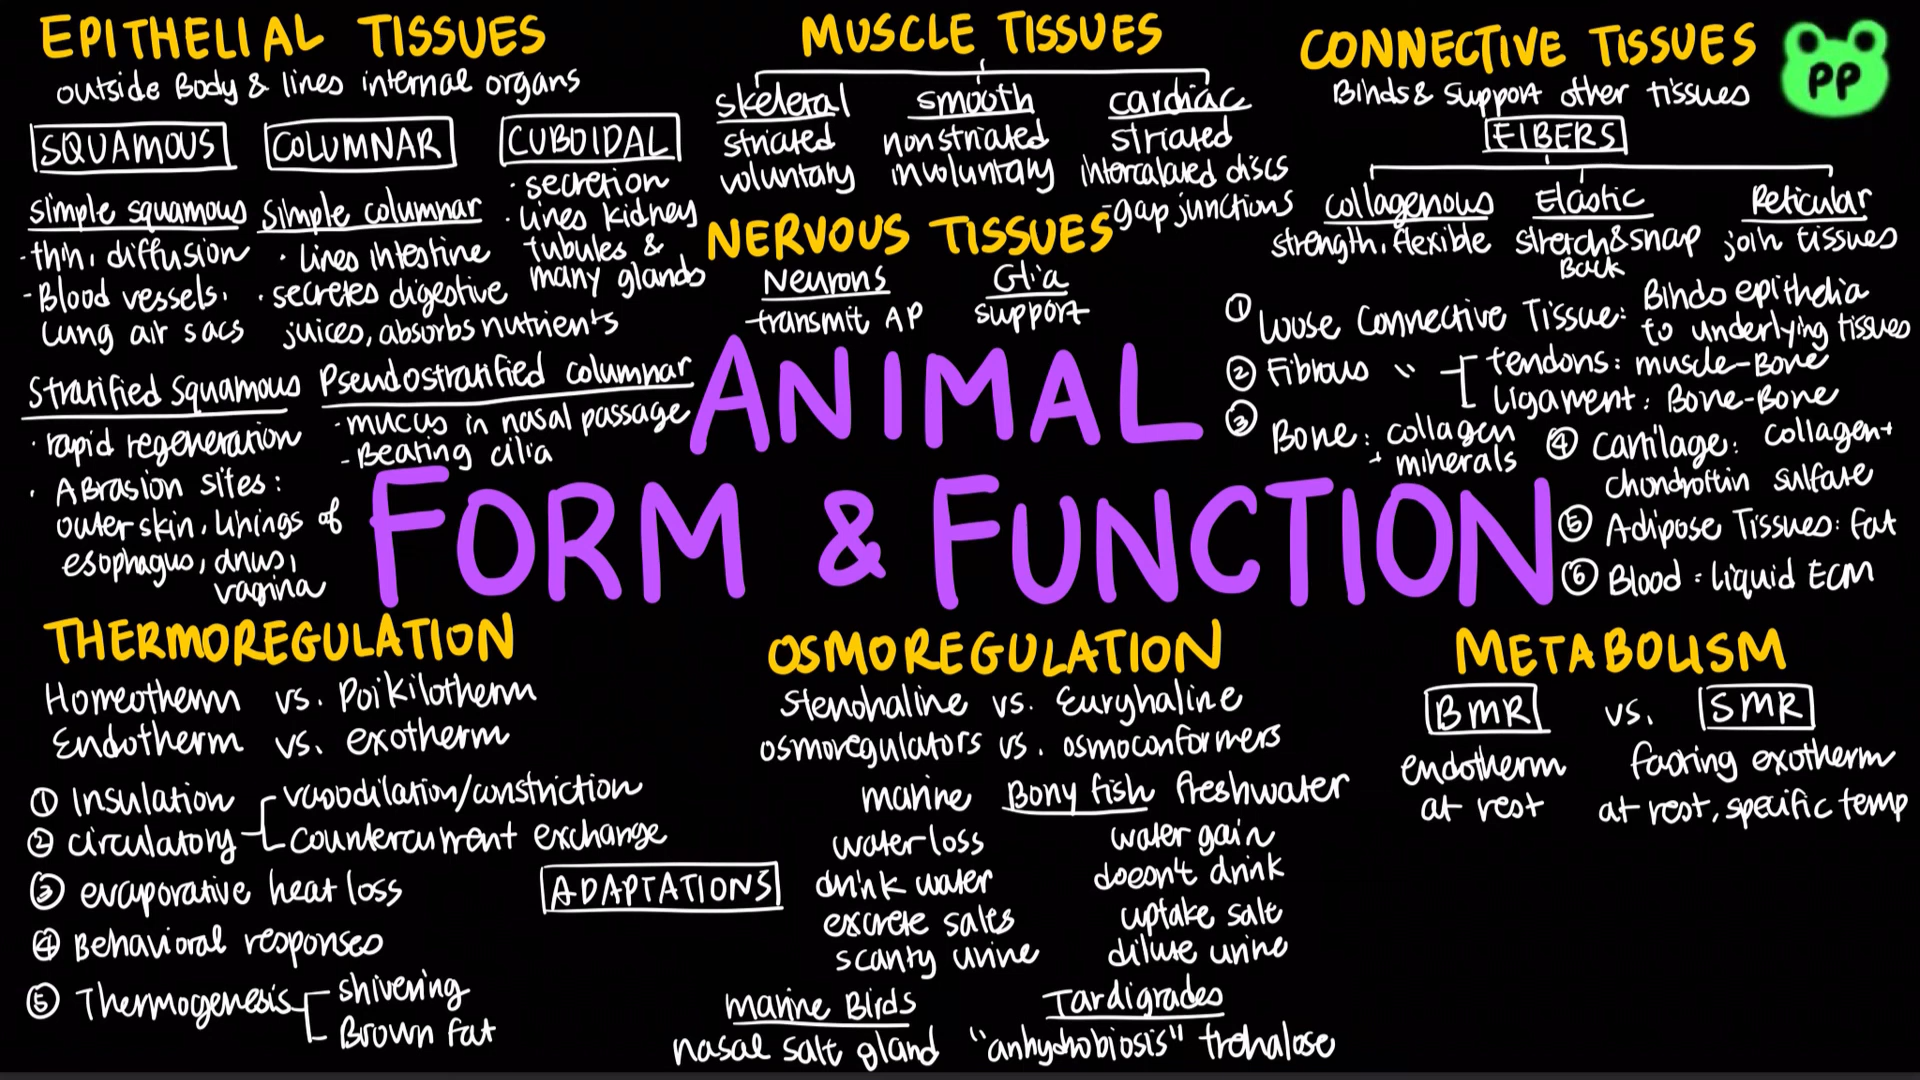 EPITHELIAL TISSUES
outside Body & lines internal organs
SQUAMOUS
simple squamous
- thin, diffusion
- Blood vessels,
lung air sacs
Stratified Squamous
· rapid regeneration
· Abrasion sites:
outer skin, linings of
esophagus, anus,
vagina
COLUMNAR
Simple columnar
· Lines intestine
· secretes digestive
juices, absorbs nutrients
Pseudostratified columnar
- mucus in nasal passage
- Beating cilia
CUBOIDAL
· secretion
· lines kidney
tubules &
many glands
MUSCLE TISSUES
skeletal
striated
voluntary
smooth
nonstriated
involuntary
cardiac
striated
intercalated discs
- gap junctions
NERVOUS TISSUES
Neurons
transmit AP
Glia
support
CONNECTIVE TISSUES
Binds & support other tissues
PP
FIBERS
collagenous
strength, flexible
Elastic
stretch & snap
Back
Reticular
join tissues
① Loose Connective Tissue: Binds epithelia
to underlying tissues
② Fibrous " tendons: muscle-Bone
Ligament: Bone-Bone
③ Bone: collagen
+ minerals
④ Cartilage: collagen +
chondroitin sulfate
⑤ Adipose Tissues: fat
⑥ Blood: liquid ECM
ANIMAL
FORM & FUNCTION
THERMOREGULATION
Homeotherm vs. Poikilotherm
Endotherm vs. exotherm
① Insulation
② circulatory
vasodilation/constriction
countercurrent exchange
③ evaporative heat loss
④ Behavioral responses
⑤ Thermogenesis
shivering
Brown fat
ADAPTATIONS
OSMOREGULATION
Stenohaline vs. Euryhaline
osmoregulators vs. osmoconformers
marine Bony fish freshwater
water loss
drink water
excrete salts
scanty urine
water gain
doesn't drink
uptake salt
dilute urine
marine Birds
nasal salt gland
Tardigrades
"anhydrobiosis" trehalose
METABOLISM
BMR vs. SMR
endotherm
at rest
fasting exotherm
at rest, specific temp